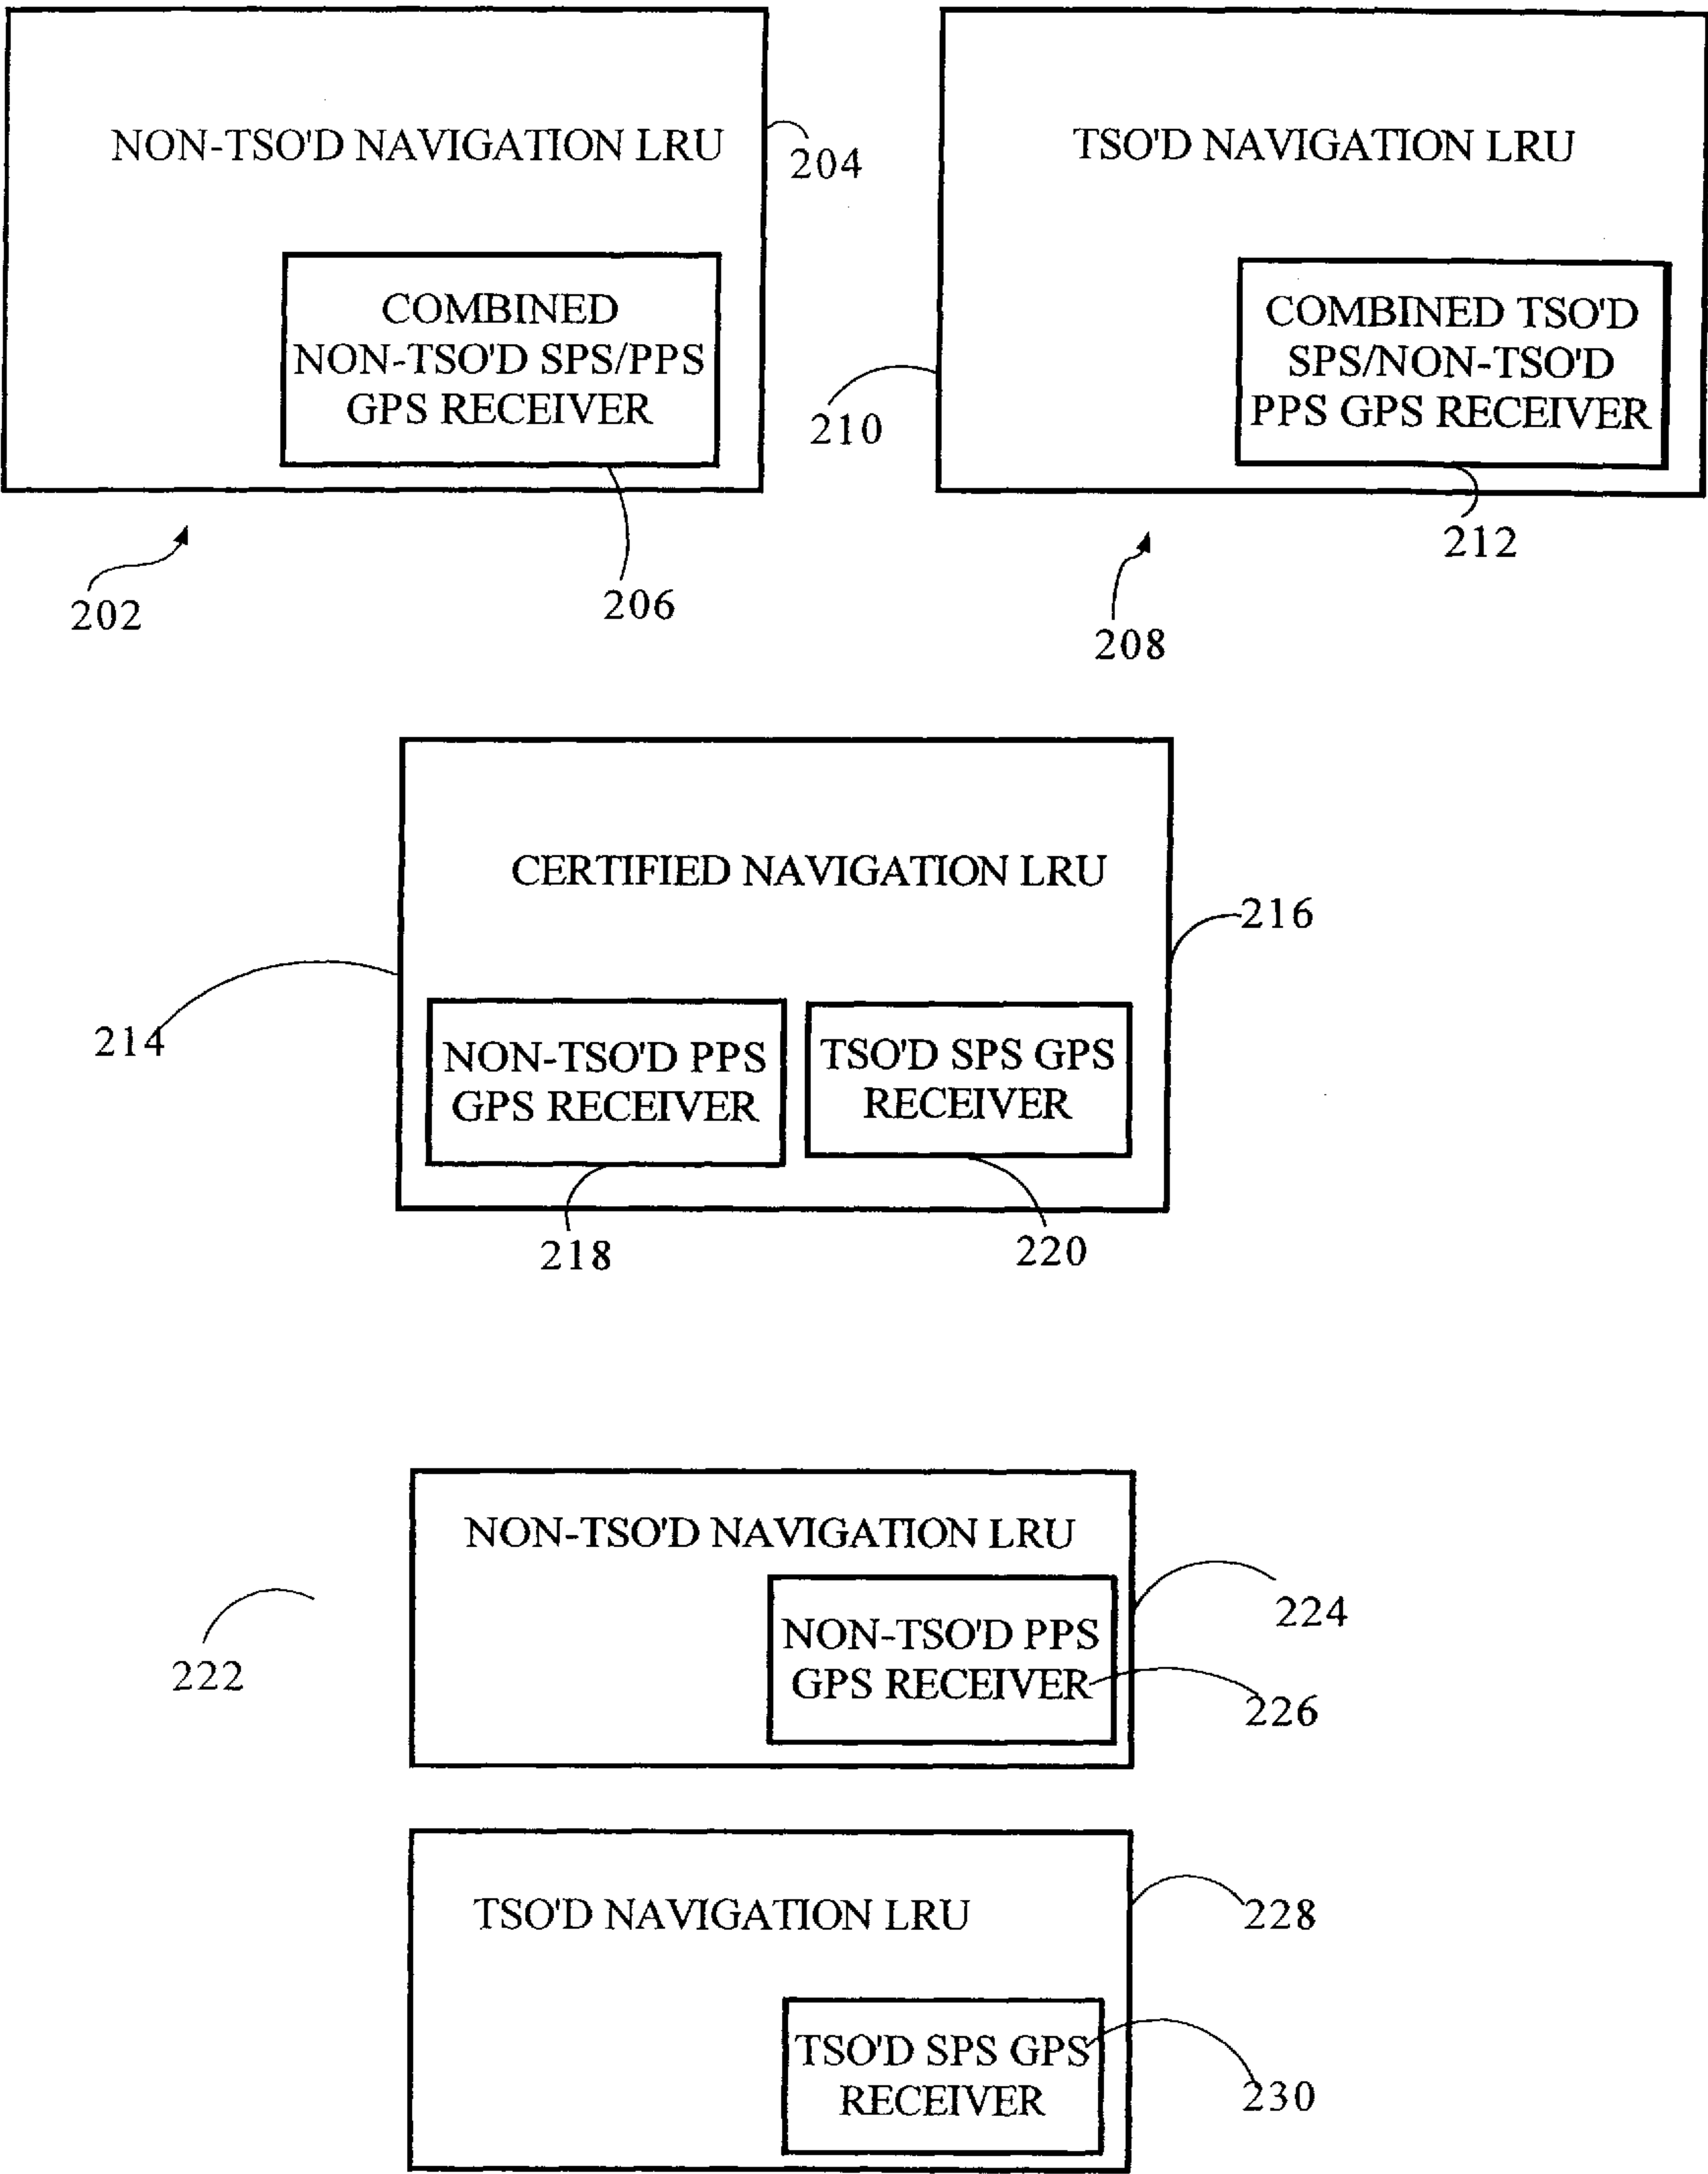 NON-TSO'D NAVIGATION LRU
204
COMBINED
NON-TSO'D SPS/PPS
GPS RECEIVER
202
206
TSO'D NAVIGATION LRU
COMBINED TSO'D
SPS/NON-TSO'D
PPS GPS RECEIVER
210
212
208
CERTIFIED NAVIGATION LRU
216
214
NON-TSO'D PPS
GPS RECEIVER
TSO'D SPS GPS
RECEIVER
218
220
NON-TSO'D NAVIGATION LRU
224
NON-TSO'D PPS
GPS RECEIVER
222
226
TSO'D NAVIGATION LRU
228
TSO'D SPS GPS
RECEIVER
230